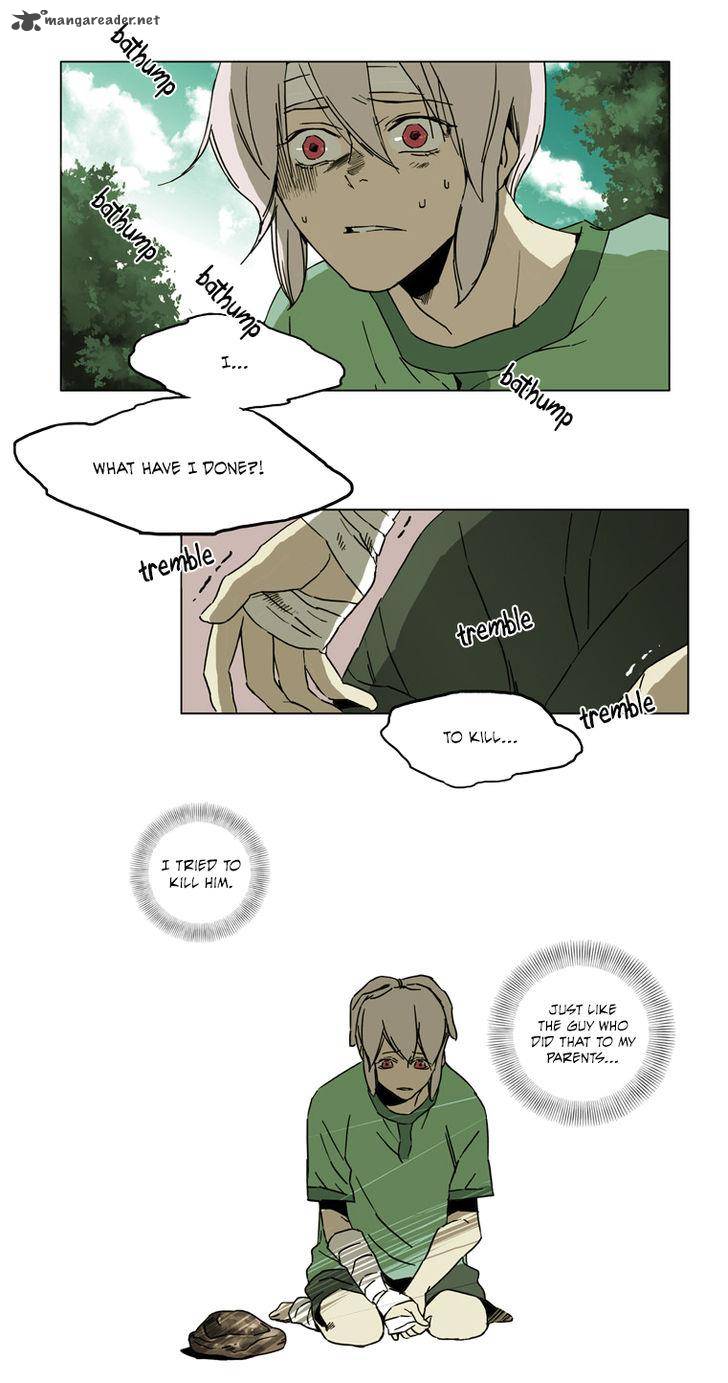 mangareader.net
bathump
bathump
bathump
I...
bathump
WHAT HAVE I DONE?!
tremble
tremble
tremble
TO KILL...
I TRIED TO
KILL HIM.
JUST LIKE
THE GUY WHO
DID THAT TO MY
PARENTS...